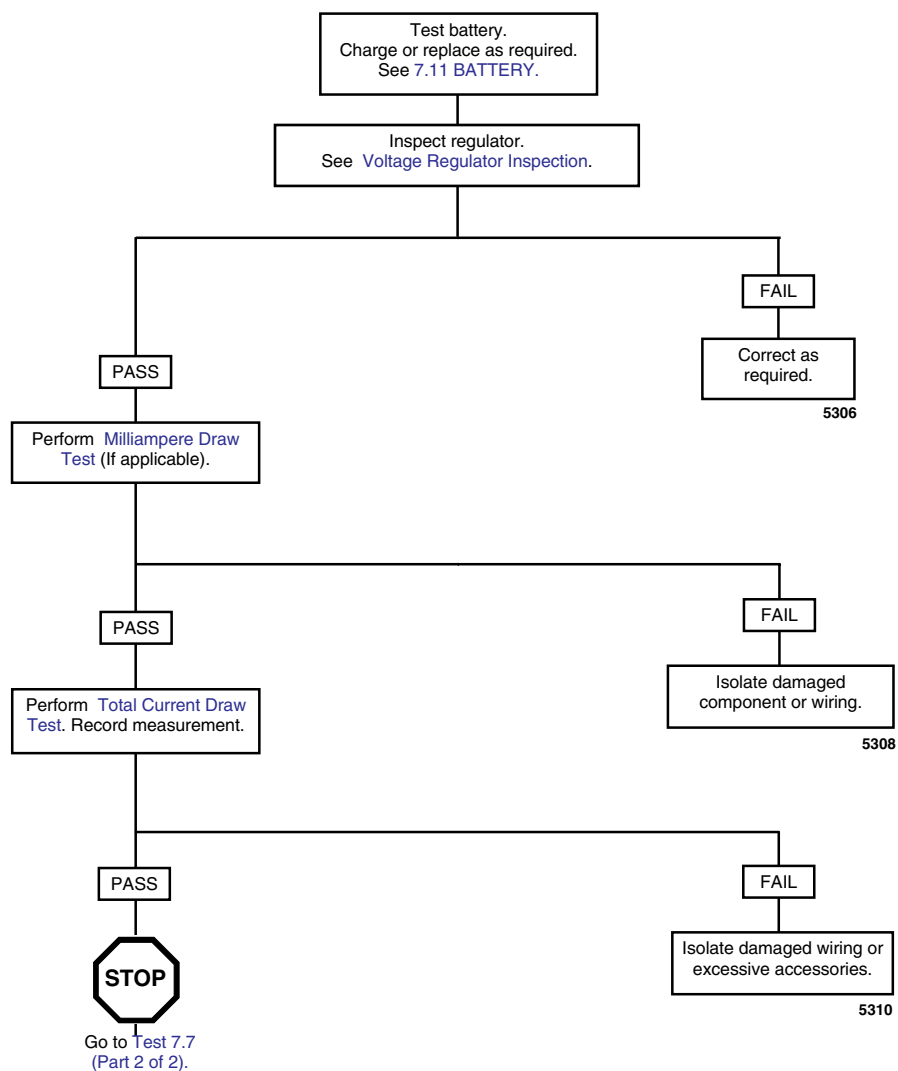 Test battery.
Charge or replace as required.
See 7.11 BATTERY.
Inspect regulator.
See Voltage Regulator Inspection.
FAIL
Correct as
required.
5306
PASS
Perform Milliampere Draw
Test (If applicable).
FAIL
Isolate damaged
component or wiring.
5308
PASS
Perform Total Current Draw
Test. Record measurement.
FAIL
Isolate damaged wiring or
excessive accessories.
5310
PASS
STOP
Go to Test 7.7
(Part 2 of 2).